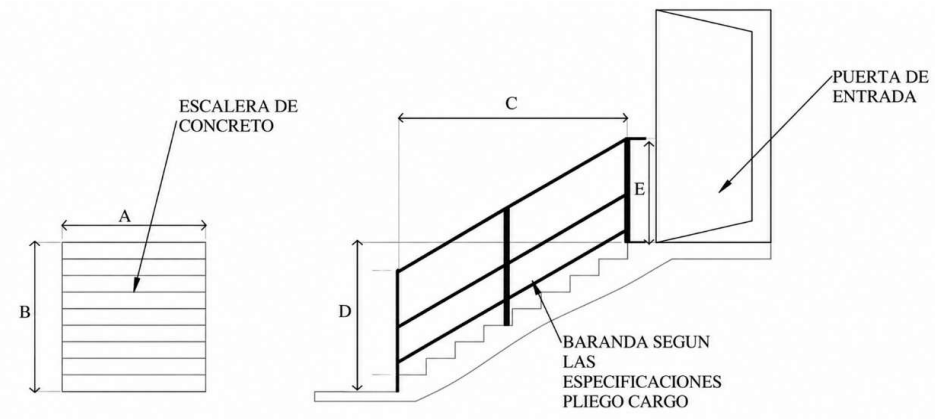 ESCALERA DE
CONCRETO
A
B
C
D
E
PUERTA DE
ENTRADA
BARANDA SEGUN
LAS
ESPECIFICACIONES
PLIEGO CARGO